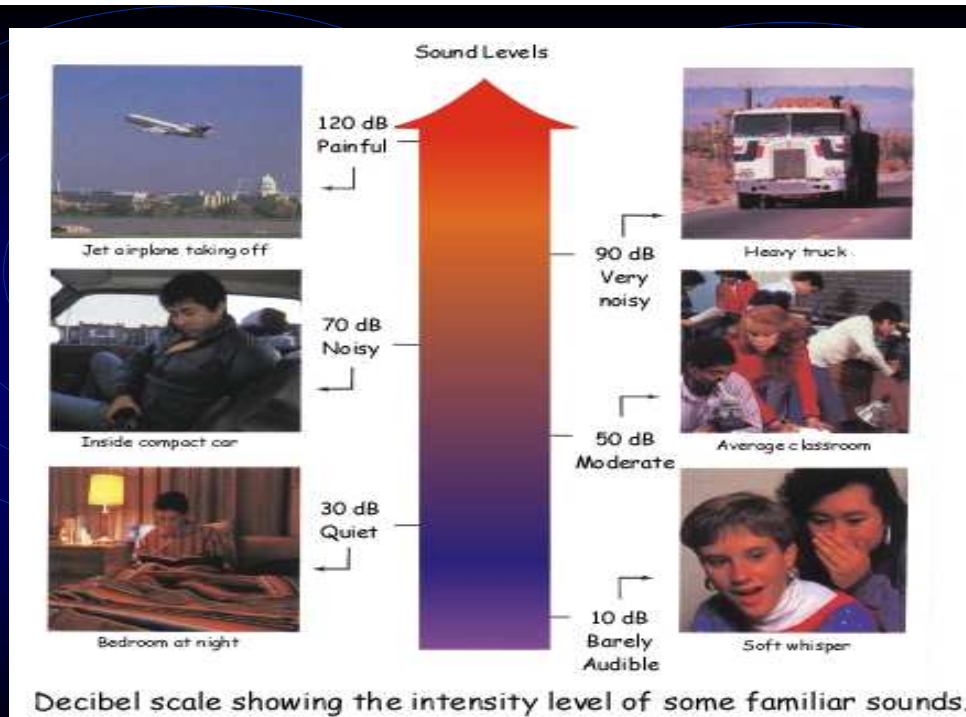 Sound Levels
120 dB
Painful
Jet airplane taking off
90 dB
Very
noisy
Heavy truck
70 dB
Noisy
Inside compact car
50 dB
Moderate
Average classroom
30 dB
Quiet
Bedroom at night
10 dB
Barely
Audible
Soft whisper
Decibel scale showing the intensity level of some familiar sounds.